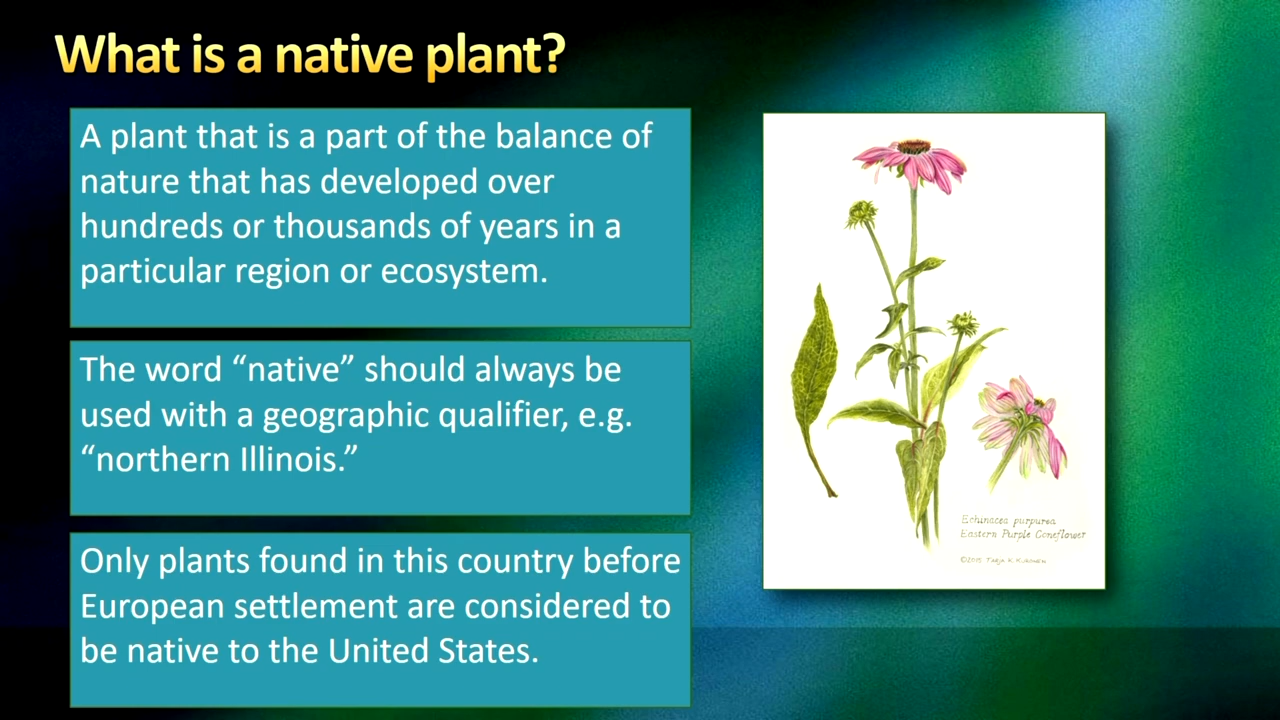 What is a native plant?
A plant that is a part of the balance of
nature that has developed over
hundreds or thousands of years in a
particular region or ecosystem.
The word “native” should always be
used with a geographic qualifier, e.g.
“northern Illinois.”
Only plants found in this country before
European settlement are considered to
be native to the United States.
Echinacea purpurea
Eastern Purple Coneflower